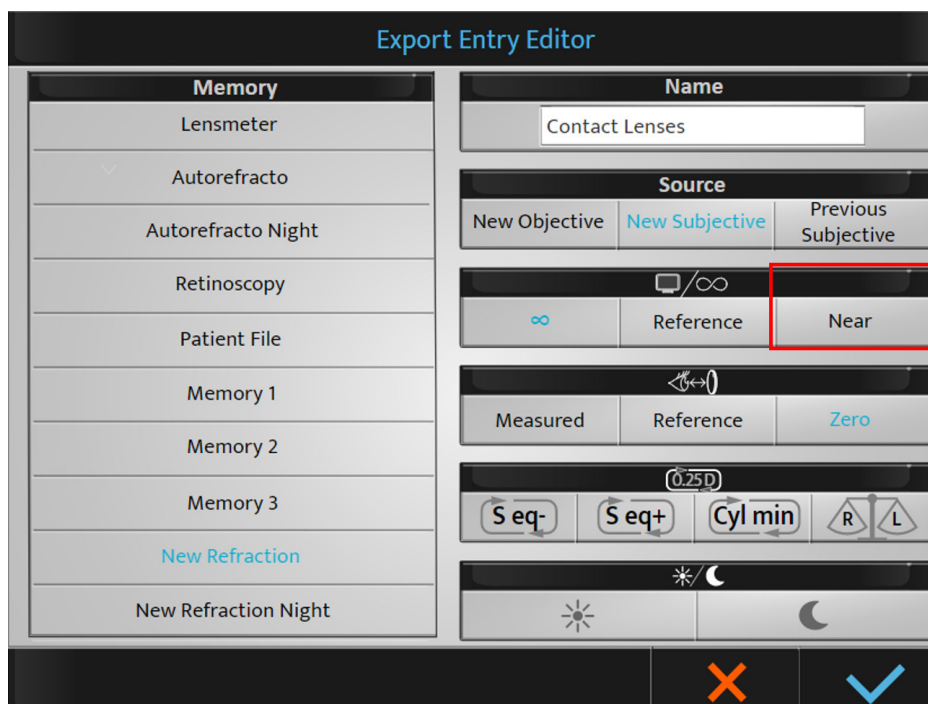 Export Entry Editor
Memory
Lensmeter
Autorefracto
Autorefracto Night
Retinoscopy
Patient File
Memory 1
Memory 2
Memory 3
New Refraction
New Refraction Night
Name
Contact Lenses
Source
New Objective
New Subjective
Previous
Subjective
/∞
∞
Reference
Near
Measured
Reference
Zero
0.25D
S eq-
S eq+
Cyl min
R
L